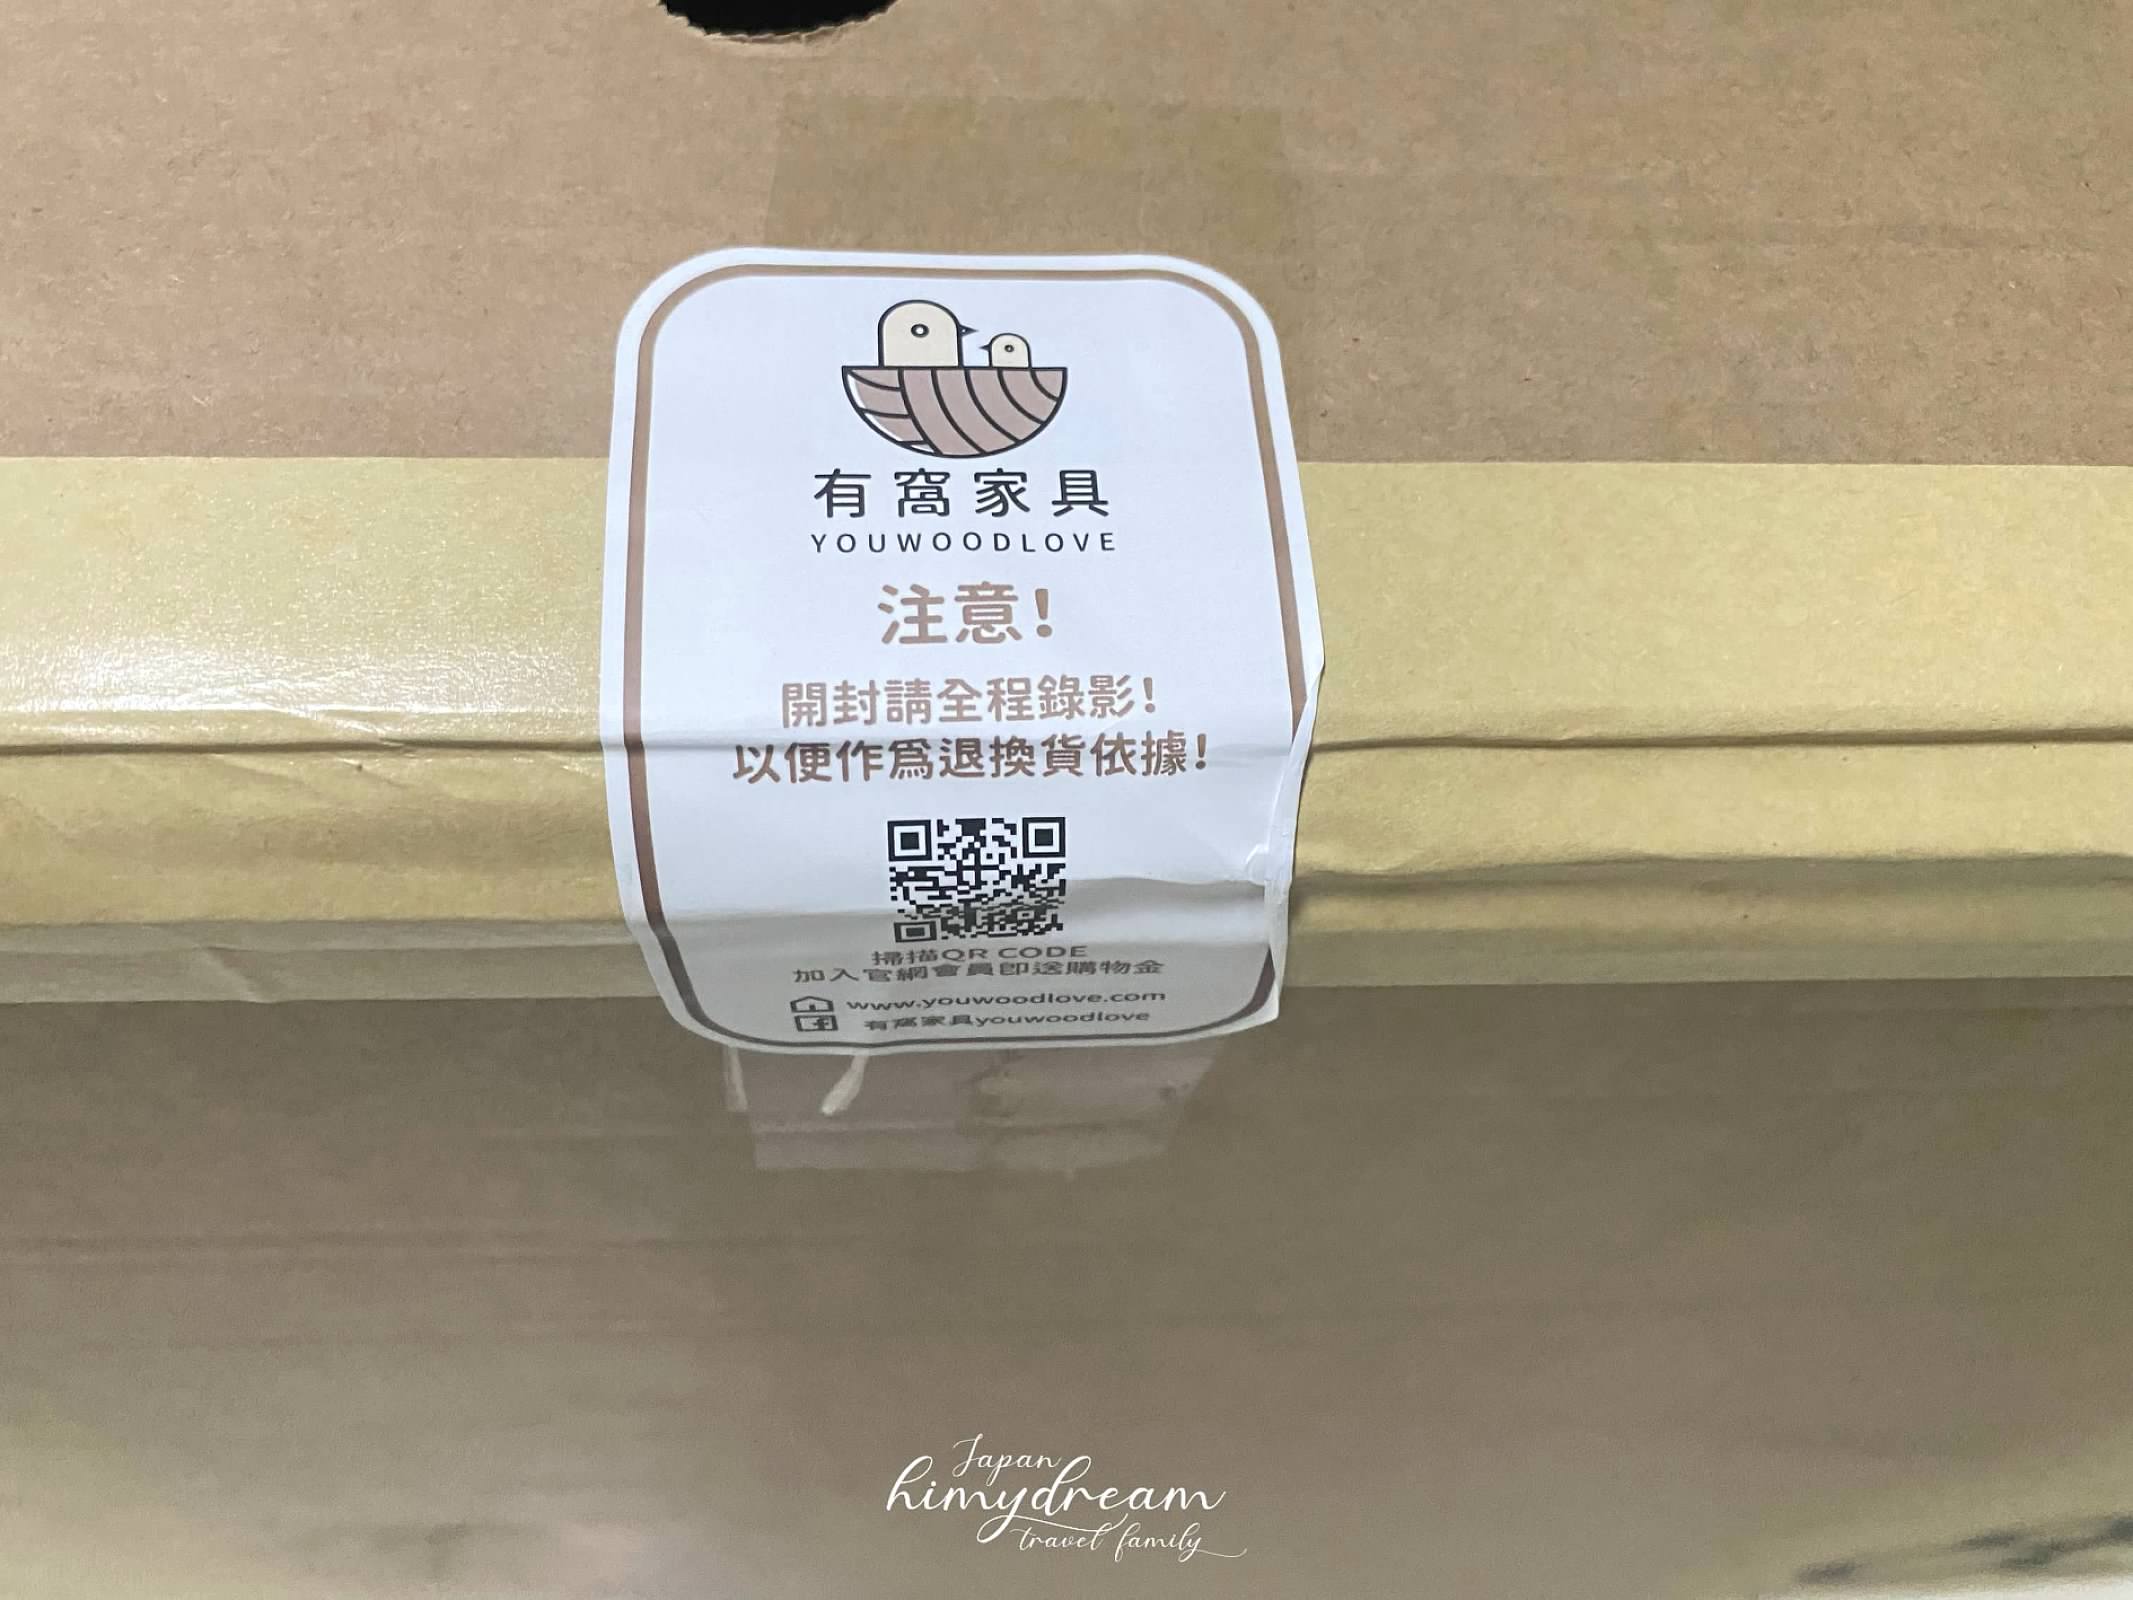 有窩家具
YOUWOODLOVE
注意！
開封請全程錄影！
以便作爲退換貨依據！
掃描QR CODE
加入官網會員即送購物金
www.youwoodlove.com
有窩家具youwoodlove
Japan
himydream
travel family